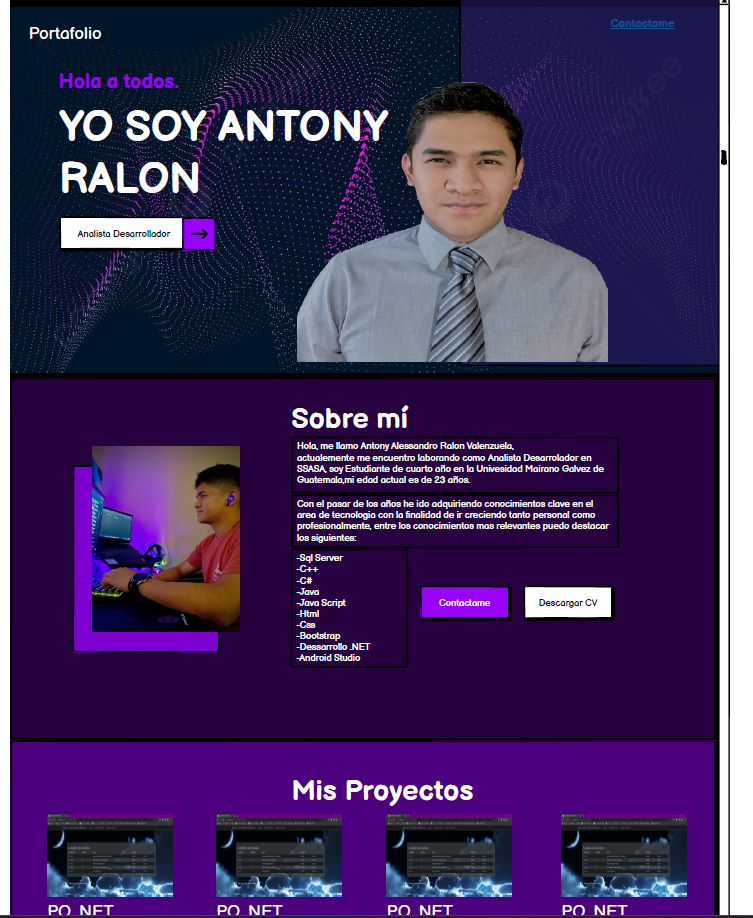 Portafolio
Contactame
Hola a todos.
YO SOY ANTONY
RALON
Analista Desarrollador
Sobre mí
Hola, me llamo Antony Alessandro Ralon Valenzuela,
actualemente me encuentro laborando como Analista Desarrolador en
SSASA, soy Estudiante de cuarto año en la Univesidad Mairano Galvez de
Guatemala,mi edad actual es de 23 años.
Con el pasar de los años he ido adquiriendo conocimientos clave en el
area de tecnología con la finalidad de ir creciendo tanto personal como
profesionalmente, entre los conocimientos mas relevantes puedo destacar
los siguientes:
-Sql Server
-C++
-C#
-Java
-Java Script
-Html
-Css
-Bootstrap
-Dessarrollo .NET
-Android Studio
Contactame
Descargar CV
Mis Proyectos
PO .NET
PO .NET
PO .NET
PO .NET